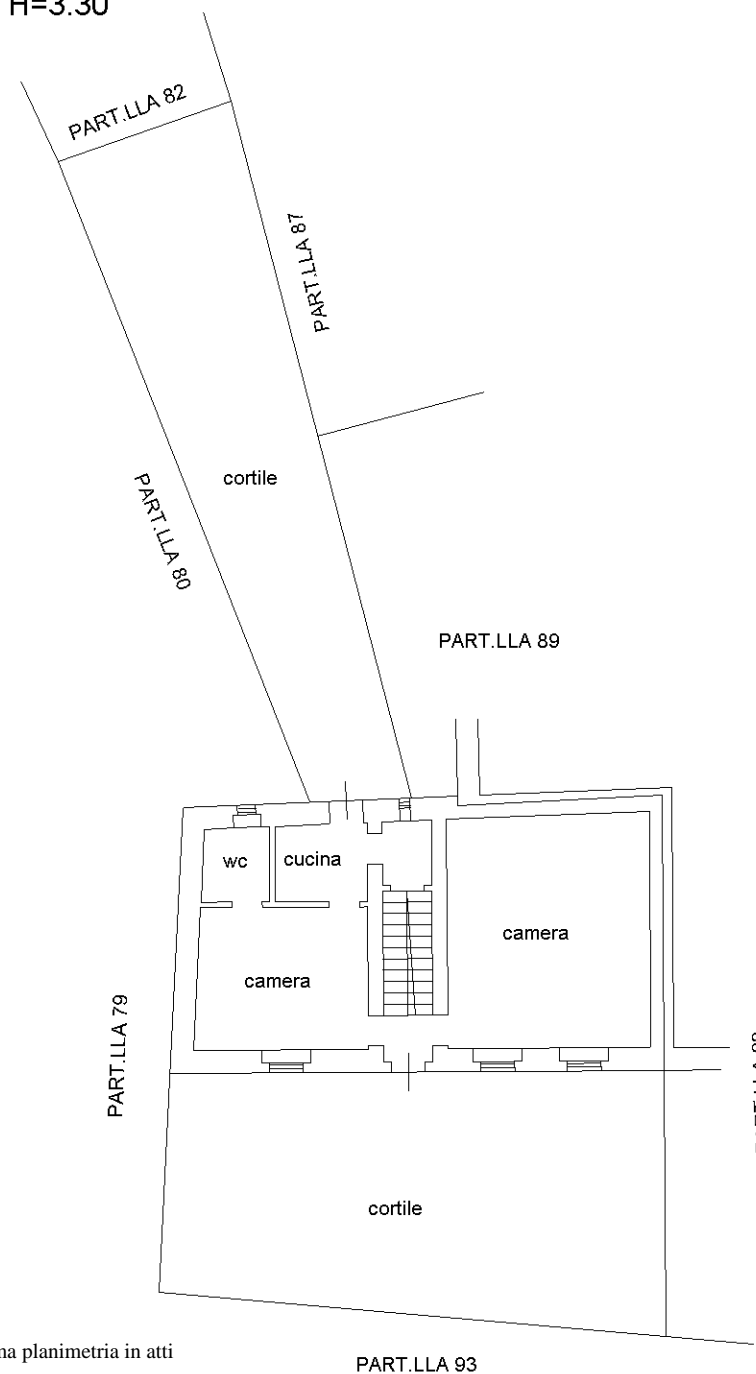 H=3.30
PART.LLA 82
PART.LLA 87
cortile
PART.LLA 80
PART.LLA 89
wc
cucina
camera
camera
PART.LLA 79
cortile
planimetria in atti
PART.LLA 93